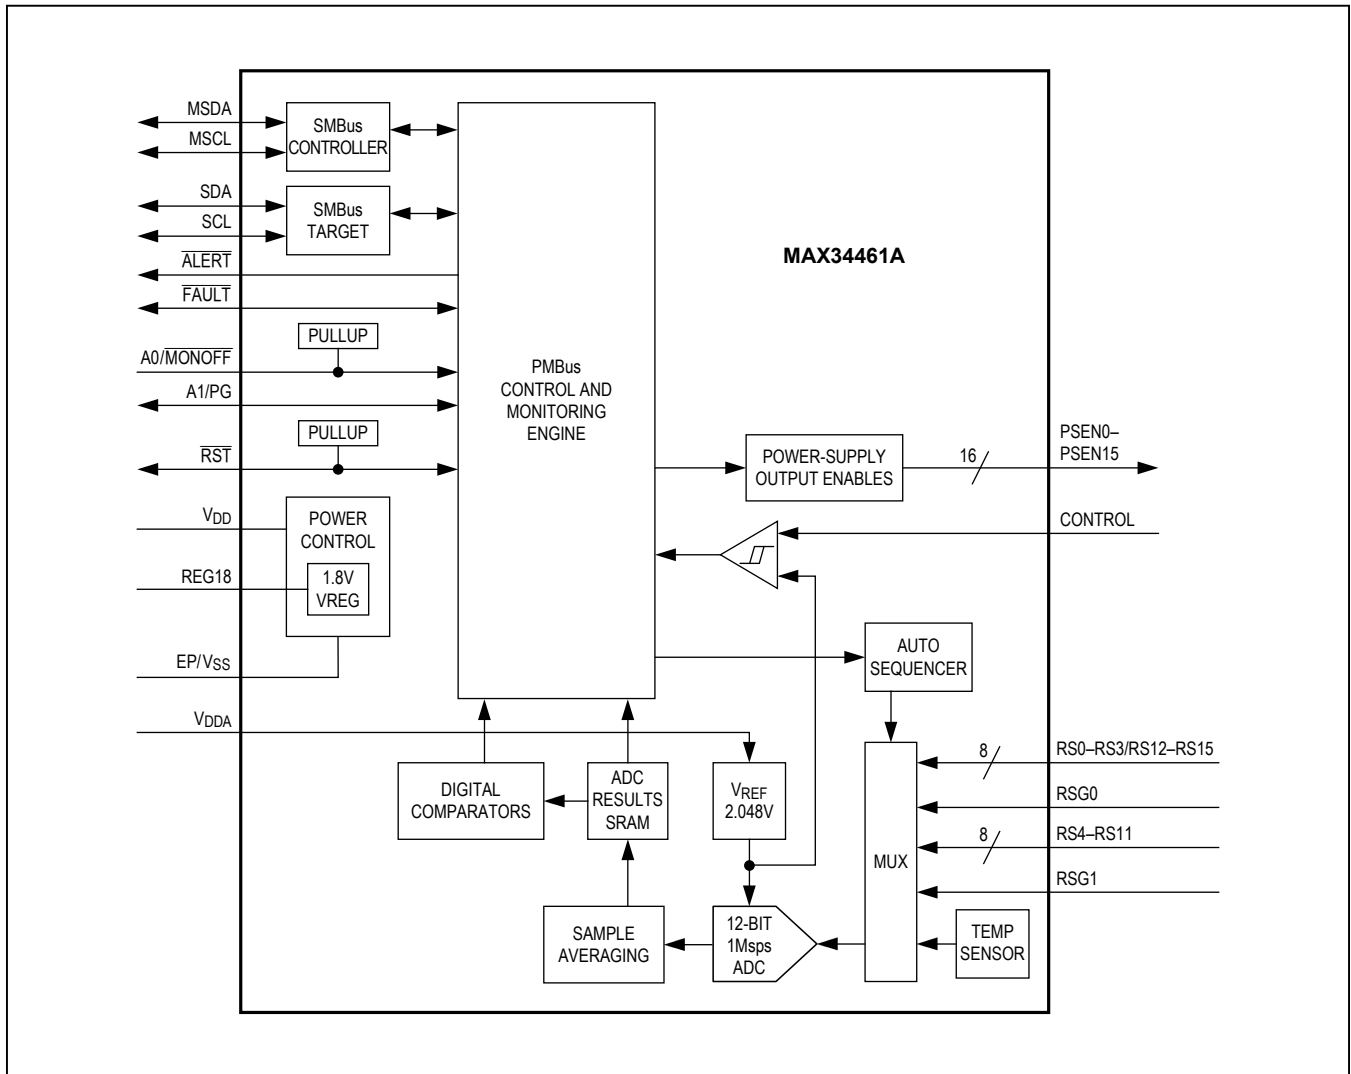 MSDA
MSCL
SMBus
CONTROLLER
SDA
SCL
SMBus
TARGET
ALERT
FAULT
PULLUP
A0/MONOFF
A1/PG
PULLUP
RST
VDD
POWER
CONTROL
REG18
1.8V
VREG
EP/VSS
VDDA
PMBus
CONTROL AND
MONITORING
ENGINE
MAX34461A
POWER-SUPPLY
OUTPUT ENABLES
16
PSEN0–
PSEN15
CONTROL
AUTO
SEQUENCER
DIGITAL
COMPARATORS
ADC
RESULTS
SRAM
VREF
2.048V
MUX
8
RS0–RS3/RS12–RS15
RSG0
8
RS4–RS11
RSG1
SAMPLE
AVERAGING
12-BIT
1Msps
ADC
TEMP
SENSOR